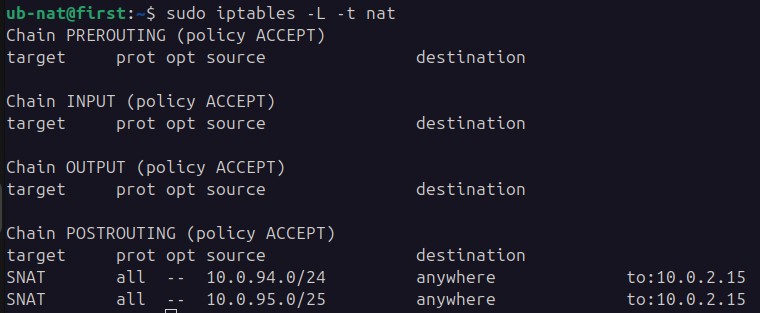 ub-nat@first:~$ sudo iptables -L -t nat
Chain PREROUTING (policy ACCEPT)
target     prot opt source               destination

Chain INPUT (policy ACCEPT)
target     prot opt source               destination

Chain OUTPUT (policy ACCEPT)
target     prot opt source               destination

Chain POSTROUTING (policy ACCEPT)
target     prot opt source               destination
SNAT       all  --  10.0.94.0/24         anywhere             to:10.0.2.15
SNAT       all  --  10.0.95.0/25         anywhere             to:10.0.2.15